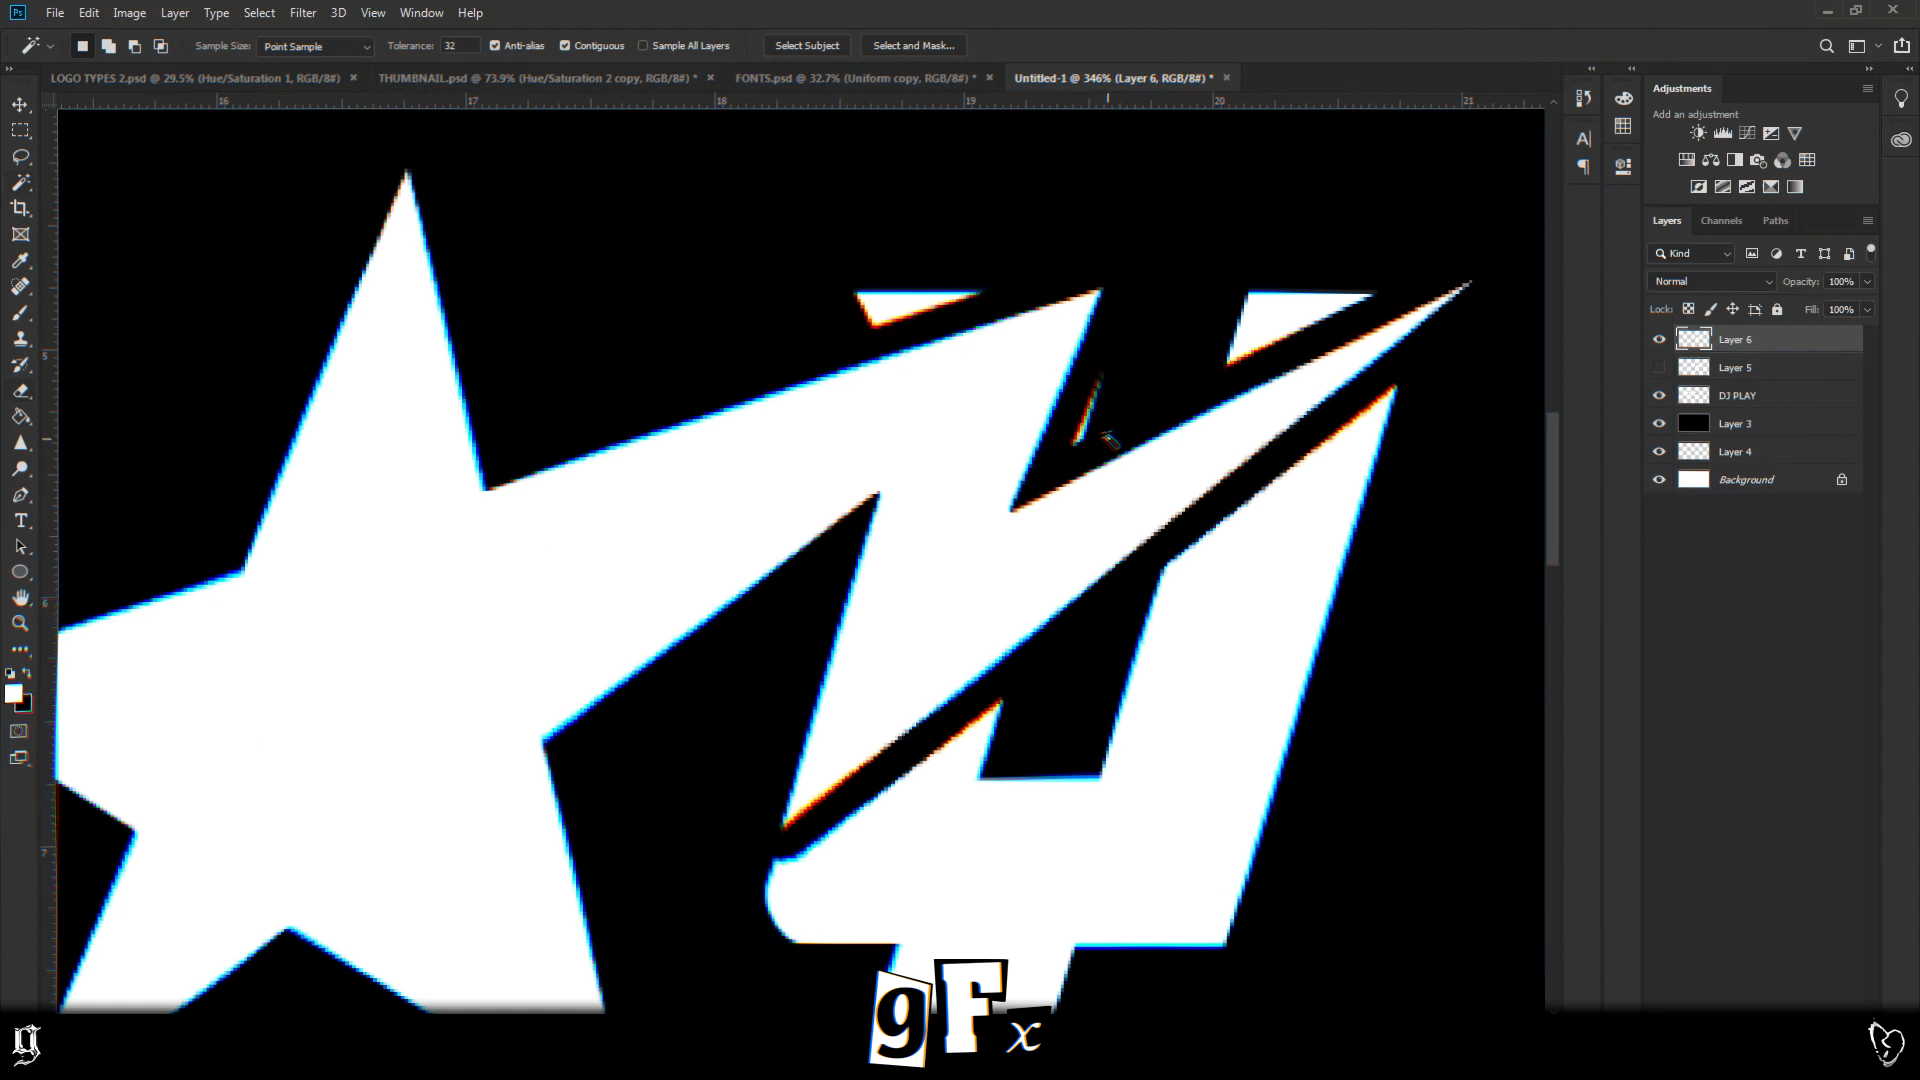 Ps File Edit Image Layer Type Select Filter 3D View Window Help
Sample Size: Point Sample Tolerance: 32 Anti-alias Contiguous Sample All Layers Select Subject Select and Mask...
LOGO TYPES 2.psd @ 29.5% (Hue/Saturation 1, RGB/8#) × THUMBNAIL.psd @ 73.9% (Hue/Saturation 2 copy, RGB/8#) * × FONTS.psd @ 32.7% (Uniform copy, RGB/8#) * × Untitled-1 @ 346% (Layer 6, RGB/8#) * ×
16 17 18 19 20 21
5
6
7
Adjustments
Add an adjustment
Layers Channels Paths
Kind
Normal Opacity: 100%
Lock: Fill: 100%
Layer 6
Layer 5
DJ PLAY
Layer 3
Layer 4
Background
gFx
g